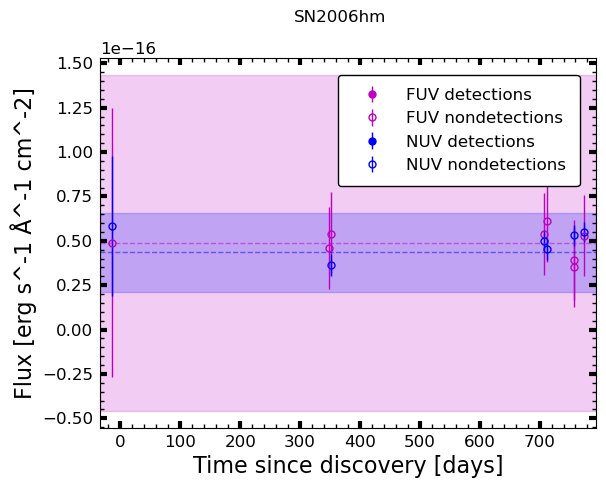 SN2006hm
1e−16
1.50
1.25
1.00
0.75
0.50
0.25
0.00
−0.25
−0.50
Flux [erg s^-1 Å^-1 cm^-2]
FUV detections
FUV nondetections
NUV detections
NUV nondetections
0 100 200 300 400 500 600 700
Time since discovery [days]